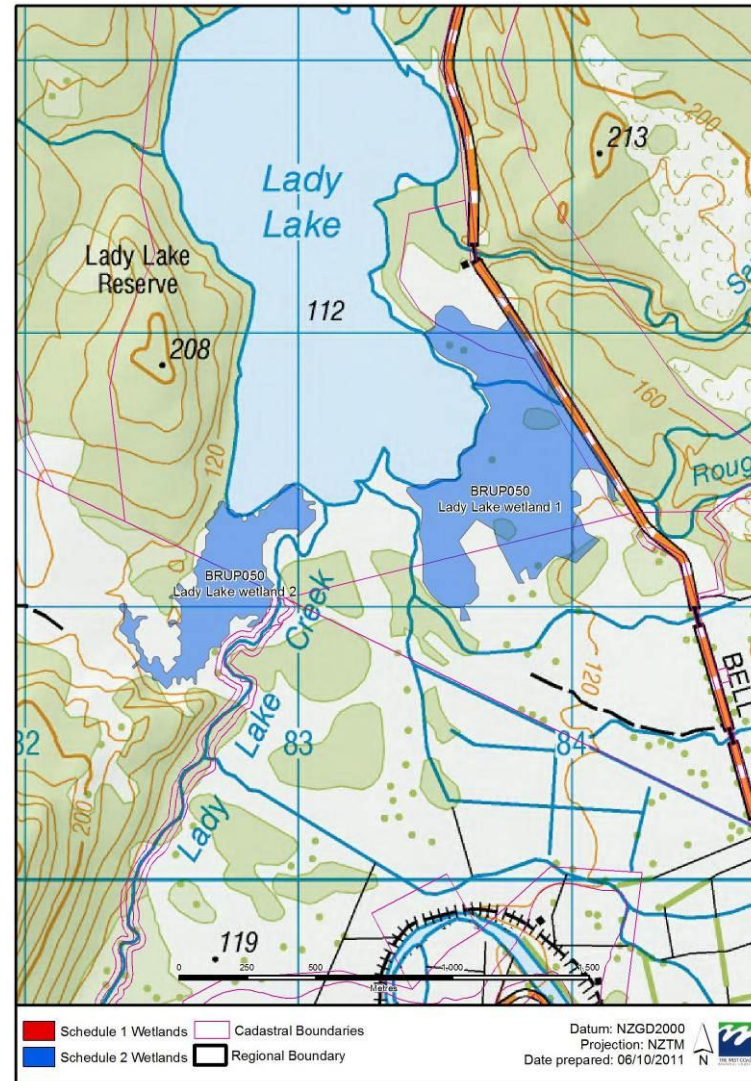 213
200
Lady
Lake
Lady Lake
Reserve
112
208
160
120
BRUP050
Lady Lake wetland 1
BRUP050
Lady Lake wetland 2
Lady Lake Creek
120
BELL
82
83
84
200
119
0 250 500 1,000 1,500
Metres
Schedule 1 Wetlands
Cadastral Boundaries
Schedule 2 Wetlands
Regional Boundary
Datum: NZGD2000
Projection: NZTM
Date prepared: 06/10/2011
N